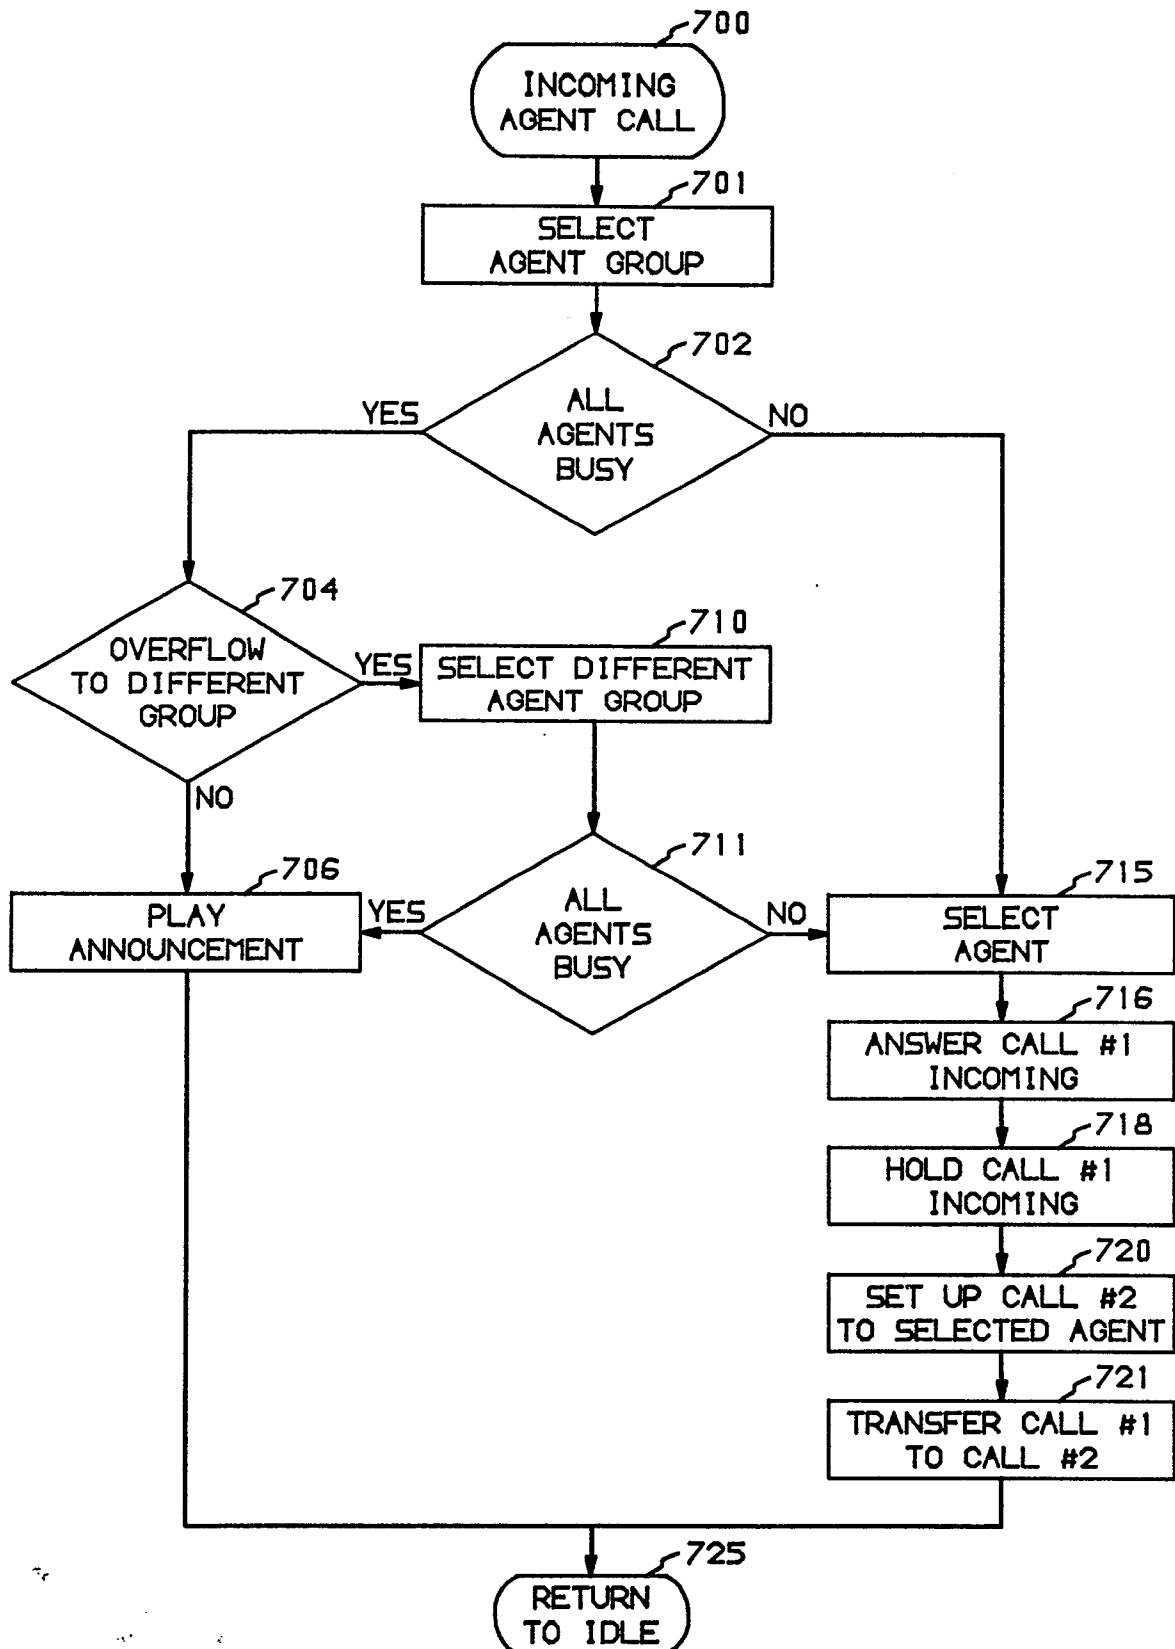 700
INCOMING
AGENT CALL
701
SELECT
AGENT GROUP
702
ALL
AGENTS
BUSY
YES
NO
704
OVERFLOW
TO DIFFERENT
GROUP
YES
NO
710
SELECT DIFFERENT
AGENT GROUP
711
ALL
AGENTS
BUSY
YES
NO
706
PLAY
ANNOUNCEMENT
715
SELECT
AGENT
716
ANSWER CALL #1
INCOMING
718
HOLD CALL #1
INCOMING
720
SET UP CALL #2
TO SELECTED AGENT
721
TRANSFER CALL #1
TO CALL #2
725
RETURN
TO IDLE